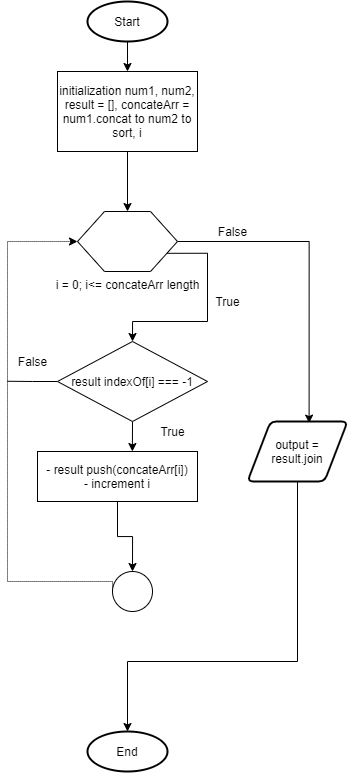 Start
initialization num1, num2,
result = [], concateArr =
num1.concat to num2 to
sort, i
False
i = 0; i<= concateArr length
True
False
result indexOf[i] === -1
True
output =
result.join
- result push(concateArr[i])
- increment i
End